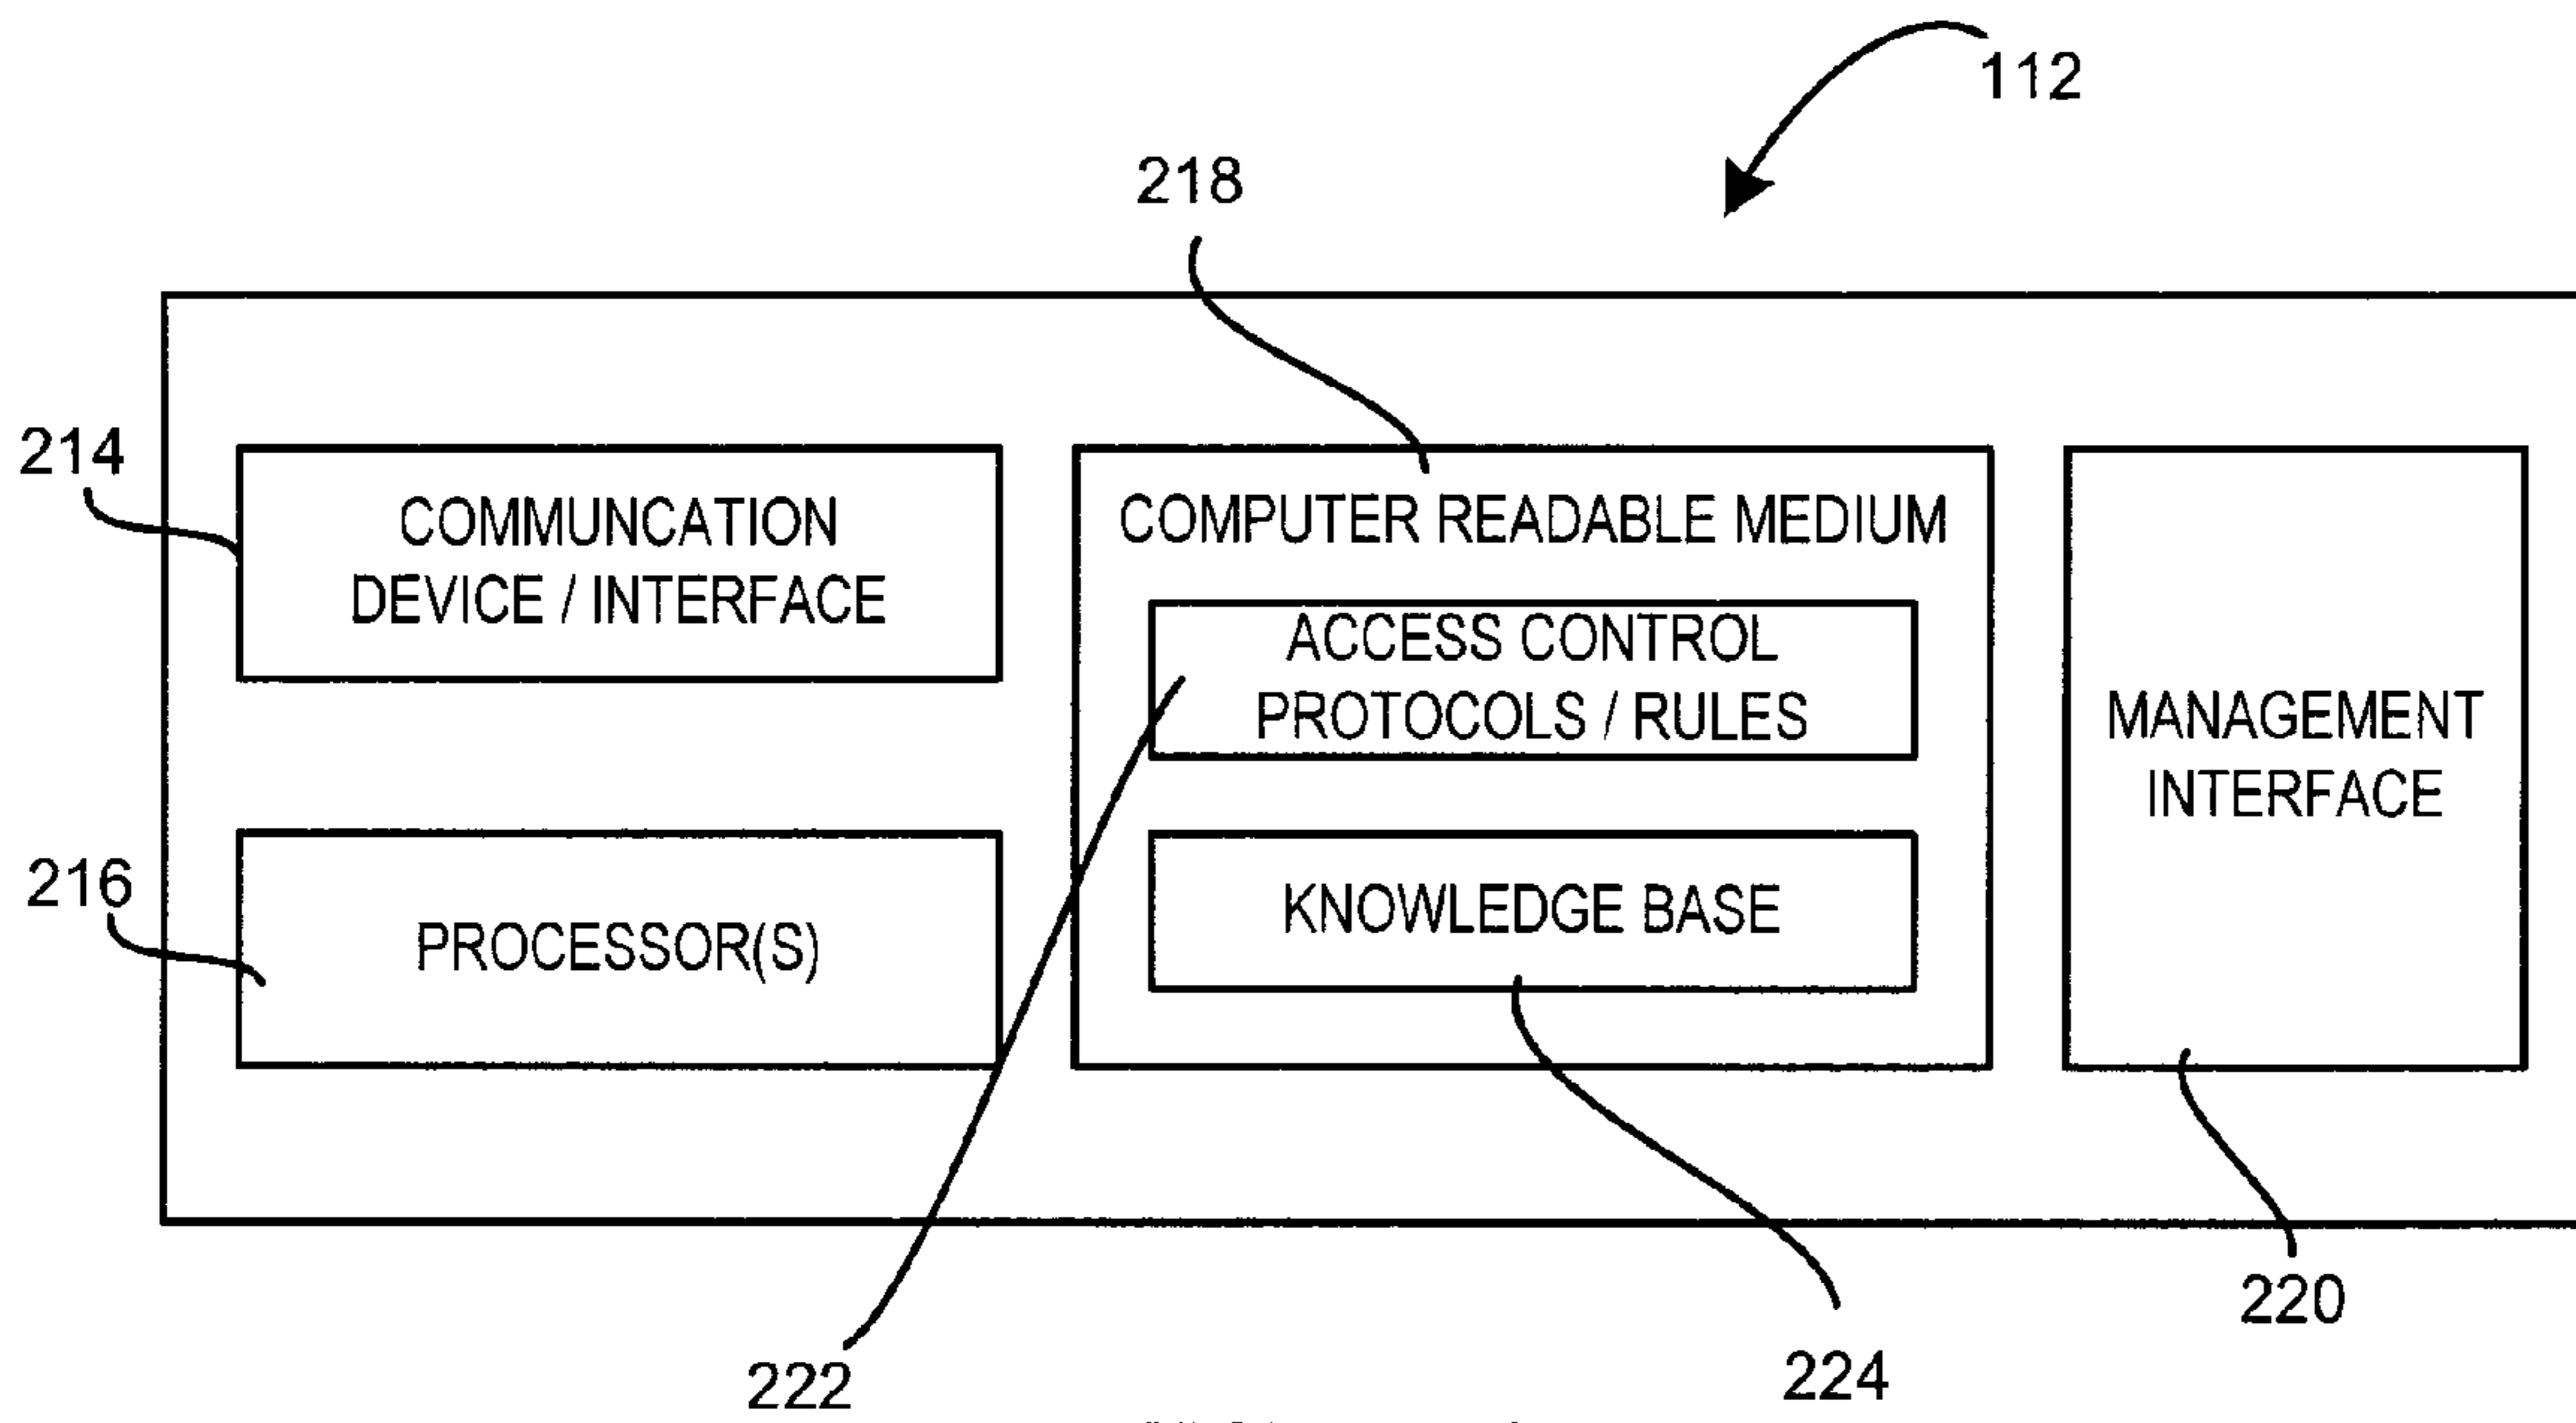 112
218
214
COMMUNCATION
DEVICE / INTERFACE
COMPUTER READABLE MEDIUM
ACCESS CONTROL
PROTOCOLS / RULES
MANAGEMENT
INTERFACE
216
PROCESSOR(S)
KNOWLEDGE BASE
220
222
224